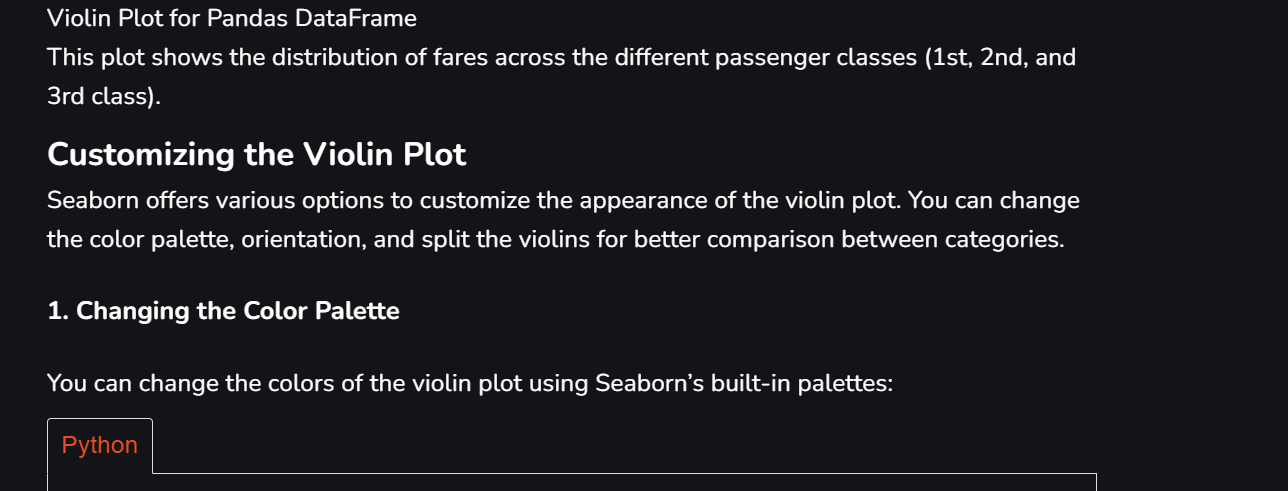 Violin Plot for Pandas DataFrame
This plot shows the distribution of fares across the different passenger classes (1st, 2nd, and
3rd class).
Customizing the Violin Plot
Seaborn offers various options to customize the appearance of the violin plot. You can change
the color palette, orientation, and split the violins for better comparison between categories.
1. Changing the Color Palette
You can change the colors of the violin plot using Seaborn’s built-in palettes:
Python